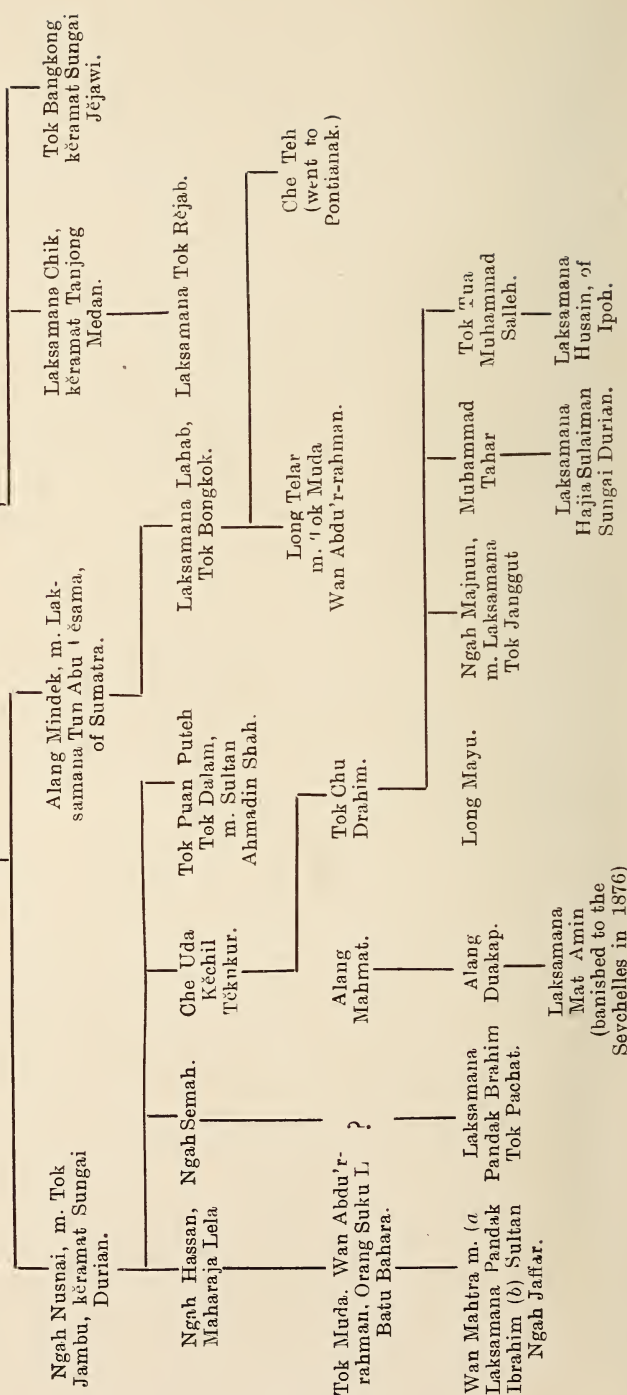 Ngah Nusnai, m. Tok
Jambu, kĕramat Sungai
Durian.
Alang Mindek, m. Lak-
samana Tun Abu
of Sumatra.
Laksamana Chik,
kĕramat Tanjong
Medan.
Tok Bangkong
kĕramat Sungai
Jĕjawi.
Ngah Hassan,
Maharaja Lela
Ngah Semah.
Che Uda
Kĕchil
Tĕkukur.
Tok Puan Puteh
Tok Dalam,
m. Sultan
Ahmadin Shah.
Laksamana Lahab,
Tok Bongkok.
Laksamana Tok Rĕjab.
Tok Muda. Wan Abdu'r-
rahman. Orang Suku L
Batu Bahara.
?
Alang
Mahmat.
Tok Chu
Drahim.
Long Telar
m. Tok Muda
Wan Abdu'r-rahman.
Che Teh
(went to
Pontianak.)
Wan Mahtra m. (a
Laksamana Pandak
Ibrahim (b) Sultan
Ngah Jaffar.
Laksamana
Pandak Brahim
Tok Pachat.
Alang
Duakap.
Long Mayu.
Ngah Majnun,
m. Laksamana
Tok Janggut
Muhammad
Tahar
Tok Tua
Muhammad
Salleh.
Laksamana
Mat Amin
(banished to the
Seychelles in 1876)
Laksamana
Hajia Sulaiman
Sungai Durian.
Laksamana
Husain, of
Ipoh.